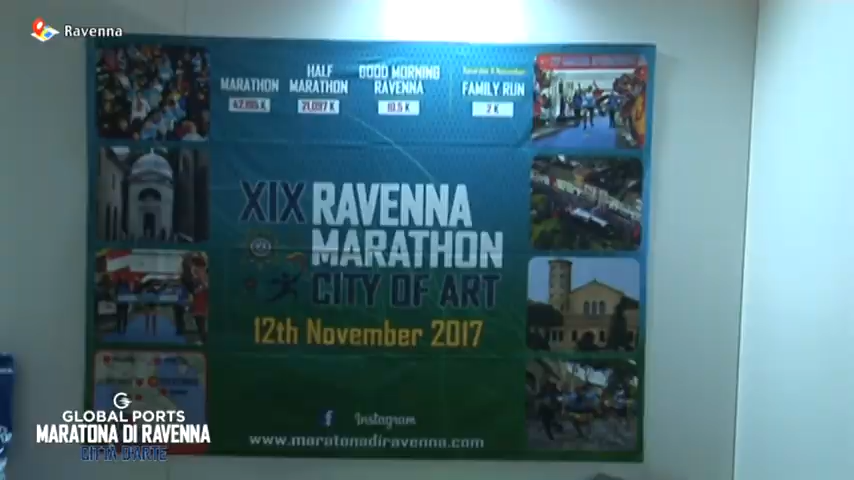 Ravenna
MARATHON
42.195 K
HALF
MARATHON
21,097 K
GOOD MORNING
RAVENNA
10.5 K
FAMILY RUN
2 K
XIX RAVENNA
MARATHON
CITY OF ART
12th November 2017
Instagram
www.maratonadiravenna.com
GLOBAL PORTS
MARATONA DI RAVENNA
CITTÀ D'ARTE